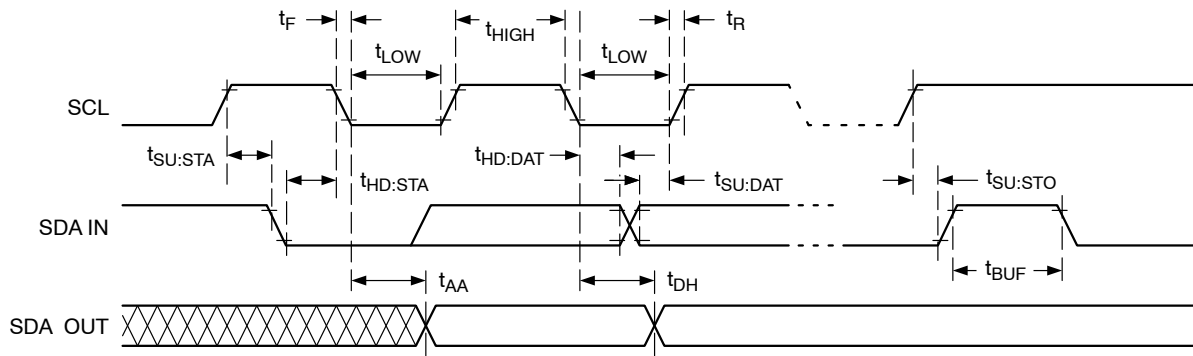 tF
tHIGH
tR
tLOW
tLOW
SCL
tSU:STA
tHD:STA
tHD:DAT
tSU:DAT
tSU:STO
SDA IN
tBUF
tAA
tDH
SDA OUT